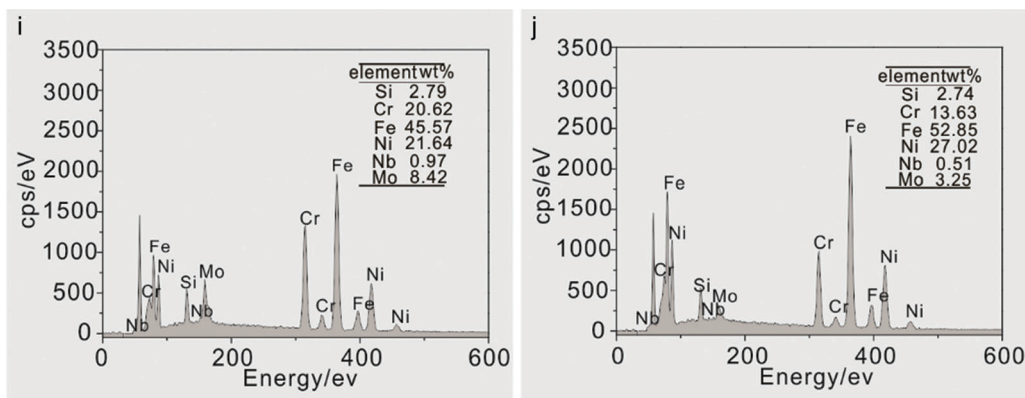 i
3500
3000
2500
2000
1500
1000
500
0
cps/eV
elementwt%
Si 2.79
Cr 20.62
Fe 45.57
Ni 21.64
Nb 0.97
Mo 8.42
Nb
Cr
Fe
Ni
Si
Nb
Mo
Cr
Cr
Fe
Fe
Ni
Ni
0 200 400 600
Energy/ev
j
3500
3000
2500
2000
1500
1000
500
0
cps/eV
elementwt%
Si 2.74
Cr 13.63
Fe 52.85
Ni 27.02
Nb 0.51
Mo 3.25
Nb
Cr
Fe
Ni
Si
Nb
Mo
Cr
Cr
Fe
Fe
Ni
Ni
0 200 400 600
Energy/ev